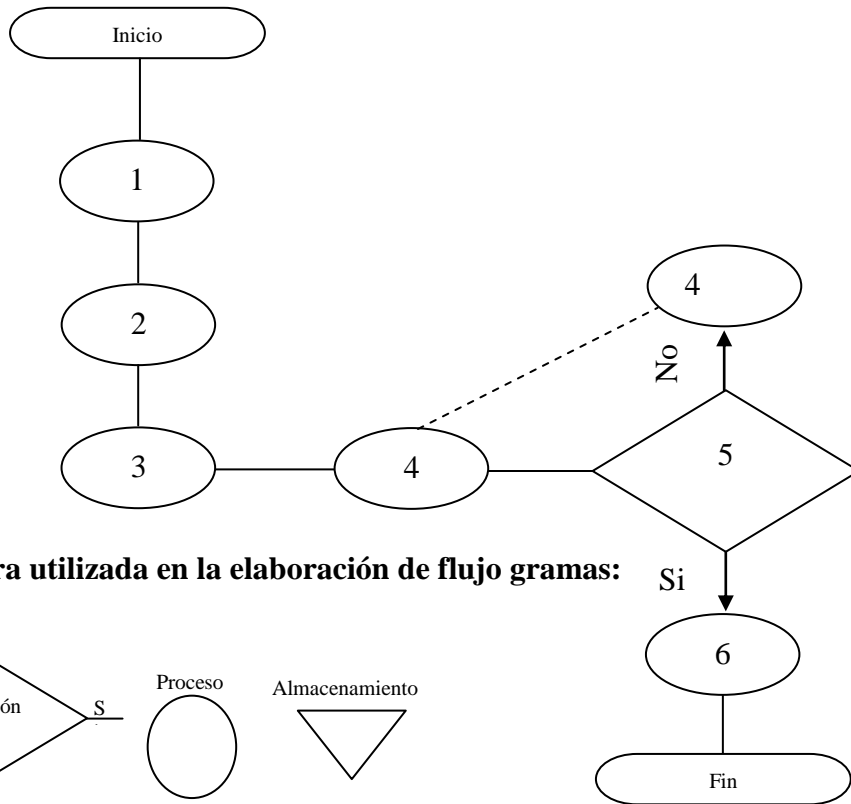 Inicio
1
2
3
4
4
No
5
Si
6
Fin
ra utilizada en la elaboración de flujo gramas:
ón
S
Proceso
Almacenamiento